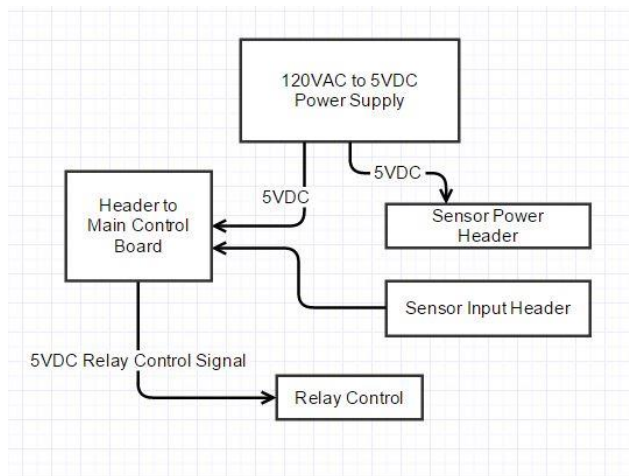 120VAC to 5VDC
Power Supply
5VDC
5VDC
Header to
Main Control
Board
Sensor Power
Header
Sensor Input Header
5VDC Relay Control Signal
Relay Control